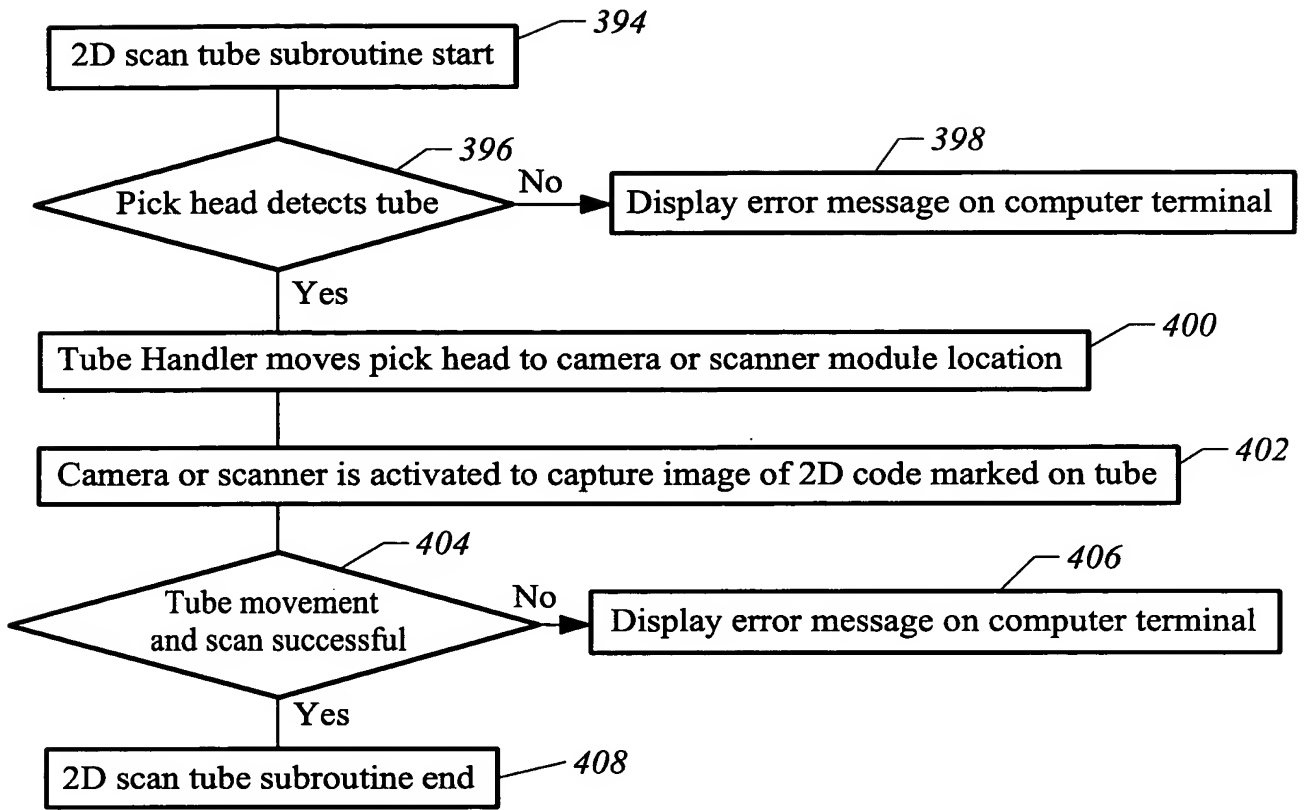 394
2D scan tube subroutine start
396
398
Pick head detects tube
No
Display error message on computer terminal
Yes
400
Tube Handler moves pick head to camera or scanner module location
402
Camera or scanner is activated to capture image of 2D code marked on tube
404
406
Tube movement
and scan successful
No
Display error message on computer terminal
Yes
408
2D scan tube subroutine end